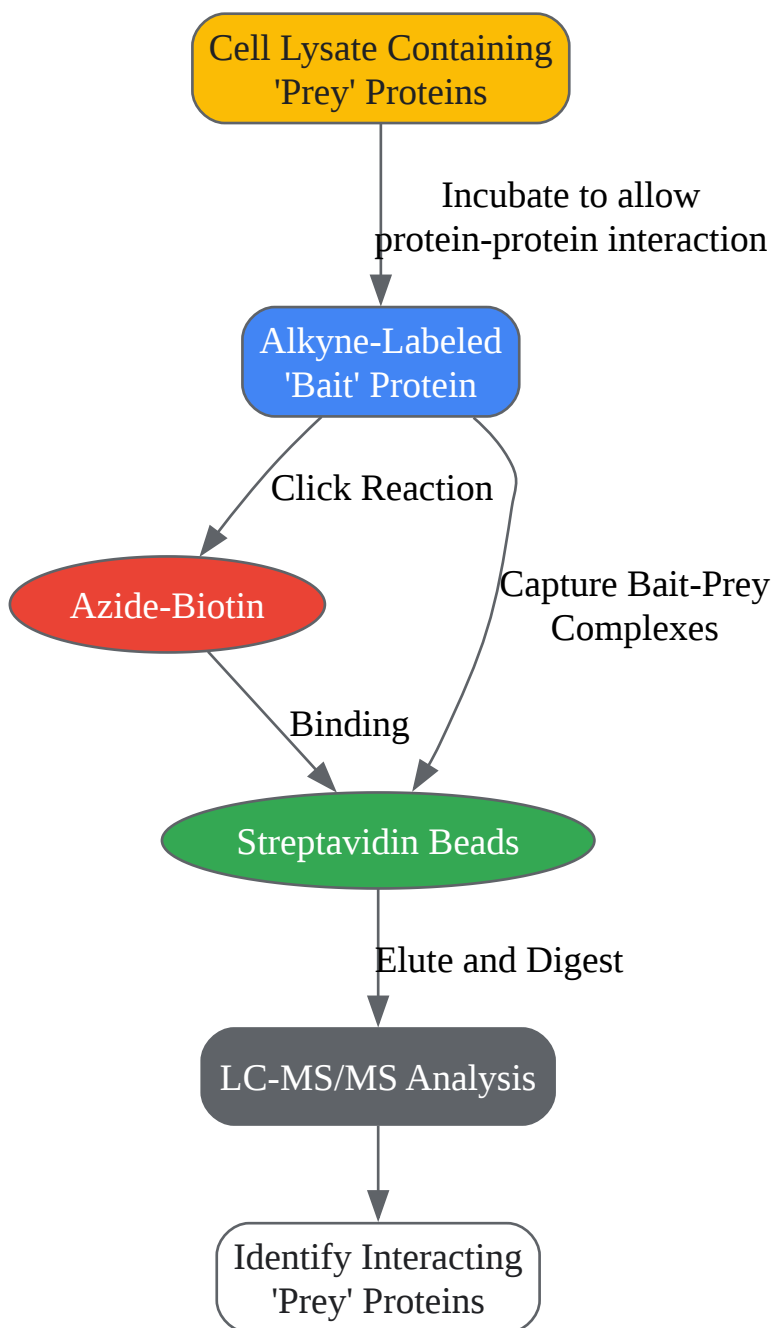 Cell Lysate Containing
'Prey' Proteins
Incubate to allow
protein-protein interaction
Alkyne-Labeled
'Bait' Protein
Click Reaction
Azide-Biotin
Capture Bait-Prey
Complexes
Binding
Streptavidin Beads
Elute and Digest
LC-MS/MS Analysis
Identify Interacting
'Prey' Proteins